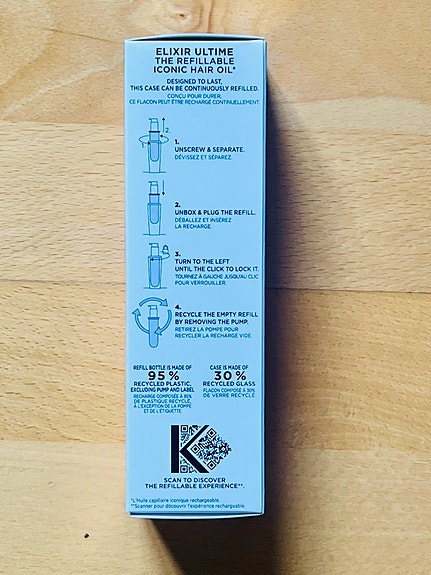 ELIXIR ULTIME
THE REFILLABLE
ICONIC HAIR OIL*
DESIGNED TO LAST,
THIS CASE CAN BE CONTINUOUSLY REFILLED.
CONÇU POUR DURER,
CE FLACON PEUT ÊTRE RECHARGÉ CONTINUELLEMENT.
1.
2.
1.
UNSCREW & SEPARATE.
DÉVISSEZ ET SÉPAREZ.
2.
UNBOX & PLUG THE REFILL.
DÉBALLEZ ET INSÉREZ
LA RECHARGE.
3.
TURN TO THE LEFT
UNTIL THE CLICK TO LOCK IT.
TOURNEZ À GAUCHE JUSQU'AU CLIC
POUR VERROUILLER.
4.
RECYCLE THE EMPTY REFILL
BY REMOVING THE PUMP.
RETIREZ LA POMPE POUR
RECYCLER LA RECHARGE VIDE.
REFILL BOTTLE IS MADE OF
95%
RECYCLED PLASTIC,
EXCLUDING PUMP AND LABEL
RECHARGE COMPOSÉE À 95%
DE PLASTIQUE RECYCLÉ,
À L'EXCEPTION DE LA POMPE
ET DE L'ÉTIQUETTE
CASE IS MADE OF
30%
RECYCLED GLASS
FLACON COMPOSÉ À 30%
DE VERRE RECYCLÉ
K
SCAN TO DISCOVER
THE REFILLABLE EXPERIENCE**.
*L'Huile capillaire iconique rechargeable.
**Scanner pour découvrir l'expérience rechargeable.